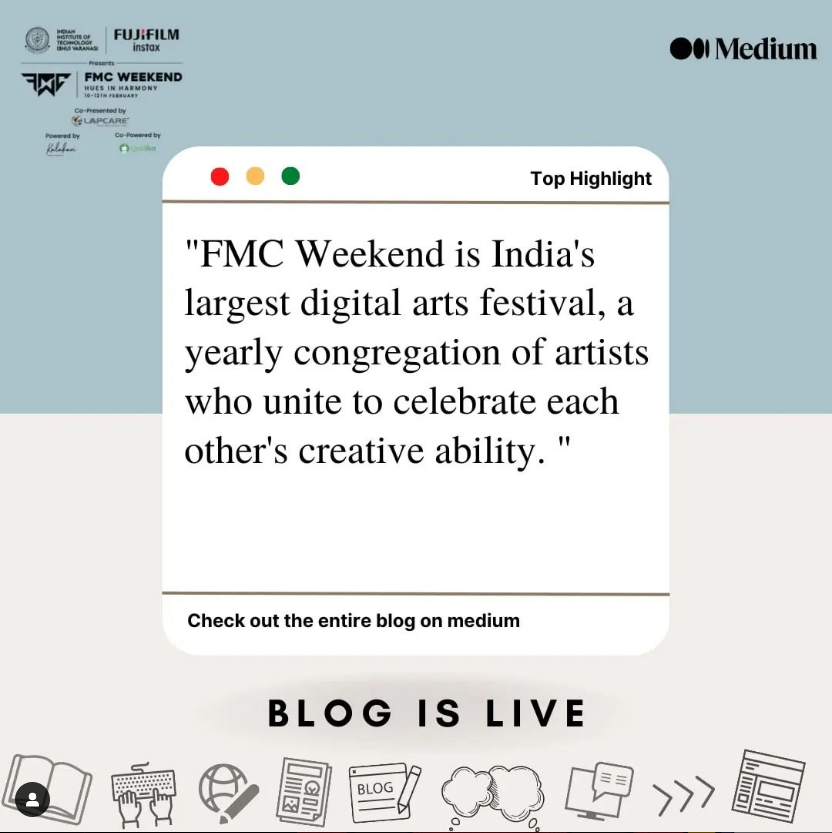 INDIAN
INSTITUTE OF
TECHNOLOGY
(BHU) VARANASI
FUJIFILM
instax
Presents
FMC WEEKEND
HUES IN HARMONY
10-12TH FEBRUARY
Co-Presented by
LAPCARE
Powered by
Co-Powered by
Kalakan
Medium
Top Highlight
"FMC Weekend is India's
largest digital arts festival, a
yearly congregation of artists
who unite to celebrate each
other's creative ability. "
Check out the entire blog on medium
BLOG IS LIVE
BLOG